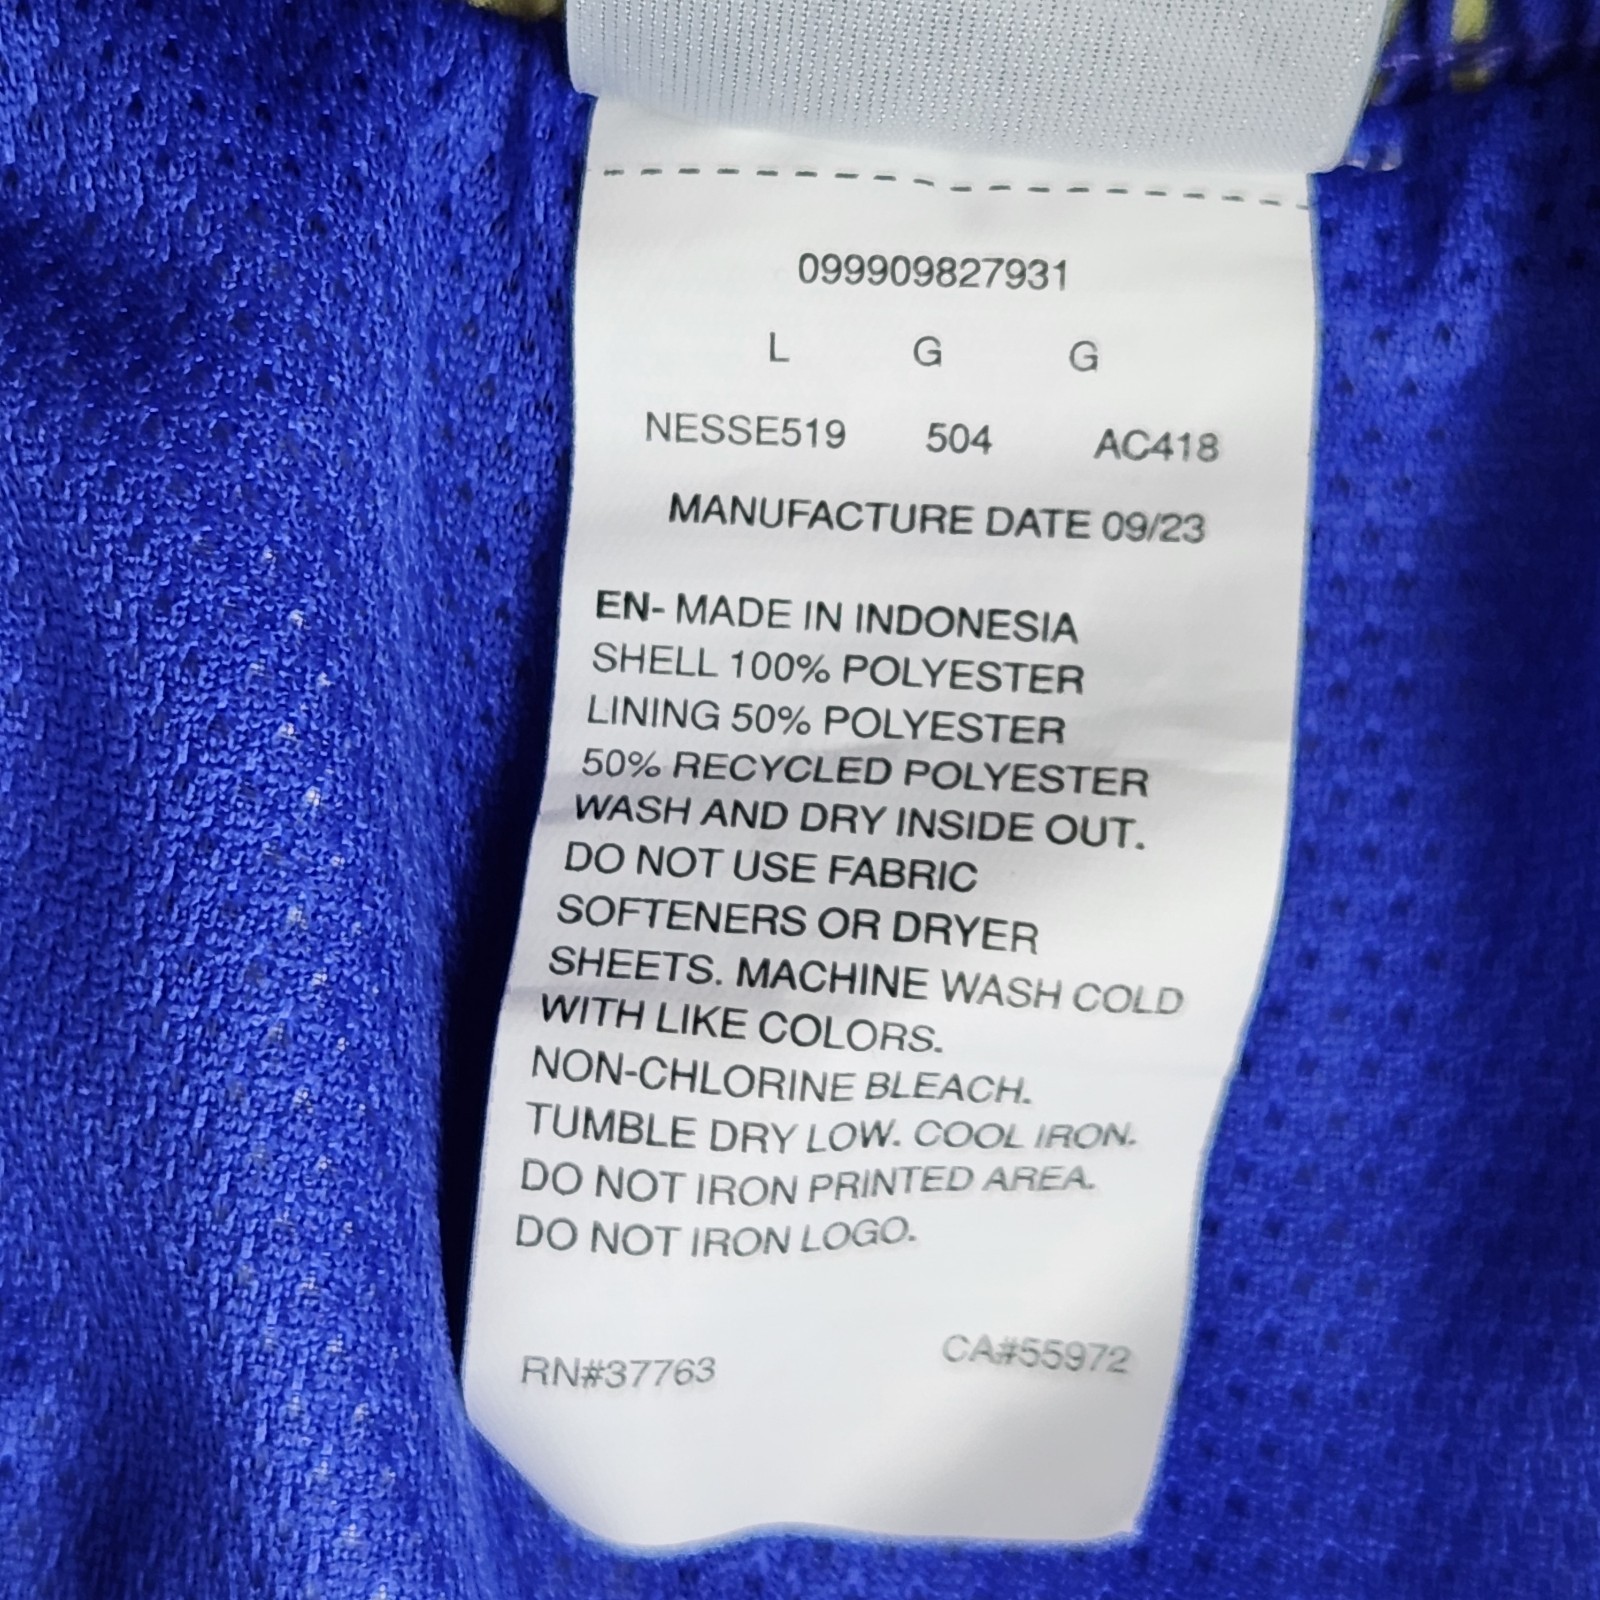 099909827931
L G G
NESSE519 504 AC418
MANUFACTURE DATE 09/23
EN- MADE IN INDONESIA
SHELL 100% POLYESTER
LINING 50% POLYESTER
50% RECYCLED POLYESTER
WASH AND DRY INSIDE OUT.
DO NOT USE FABRIC
SOFTENERS OR DRYER
SHEETS. MACHINE WASH COLD
WITH LIKE COLORS.
NON-CHLORINE BLEACH.
TUMBLE DRY LOW. COOL IRON.
DO NOT IRON PRINTED AREA.
DO NOT IRON LOGO.
RN#37763 CA#55972